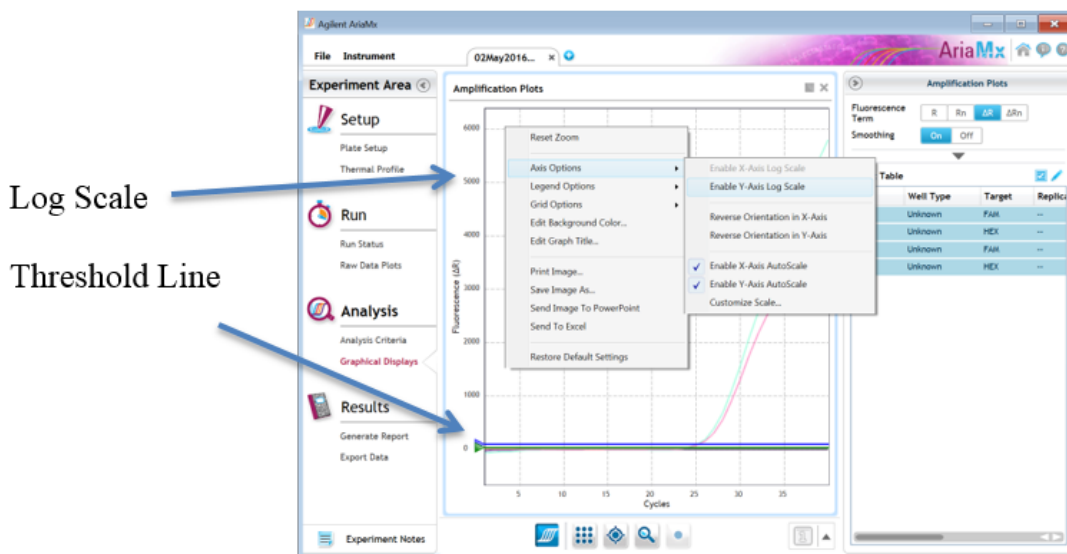 Agilent AriaMx
File Instrument
02May2016...
AriaMx
Experiment Area
Setup
Plate Setup
Thermal Profile
Run
Run Status
Raw Data Plots
Analysis
Analysis Criteria
Graphical Displays
Results
Generate Report
Export Data
Experiment Notes
Log Scale
Threshold Line
Amplification Plots
6000
5000
4000
3000
2000
1000
0
Fluorescence (ΔR)
5 10 15 20 25 30 35
Cycles
Reset Zoom
Axis Options
Legend Options
Grid Options
Edit Background Color...
Edit Graph Title...
Print Image...
Save Image As...
Send Image To PowerPoint
Send To Excel
Restore Default Settings
Enable X-Axis Log Scale
Enable Y-Axis Log Scale
Reverse Orientation in X-Axis
Reverse Orientation in Y-Axis
Enable X-Axis AutoScale
Enable Y-Axis AutoScale
Customize Scale...
Amplification Plots
Fluorescence
Term
R Rn ΔR ΔRn
Smoothing On Off
Table
Well Type Target Replica
Unknown FAM --
Unknown HEX --
Unknown FAM --
Unknown HEX --